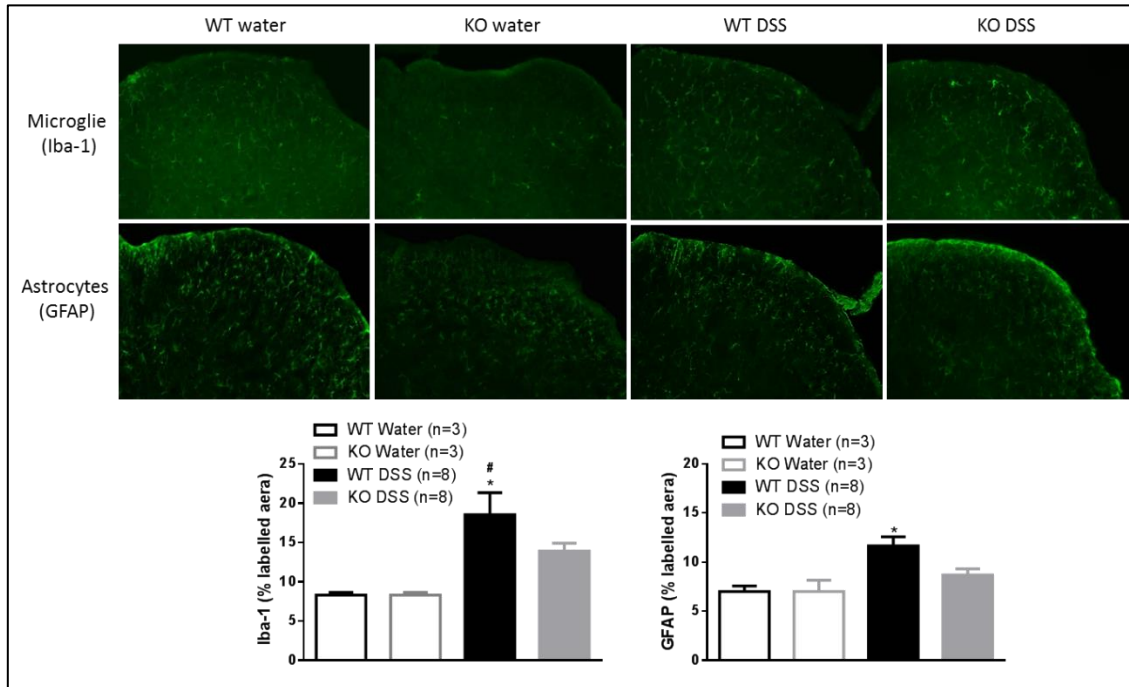 WT water
KO water
WT DSS
KO DSS
Microglie
(Iba-1)
Astrocytes
(GFAP)
WT Water (n=3)
KO Water (n=3)
WT DSS (n=8)
KO DSS (n=8)
Iba-1 (% labelled aera)
25
20
15
10
5
0
#
*
WT Water (n=3)
KO Water (n=3)
WT DSS (n=8)
KO DSS (n=8)
GFAP (% labelled aera)
20
15
10
5
0
*